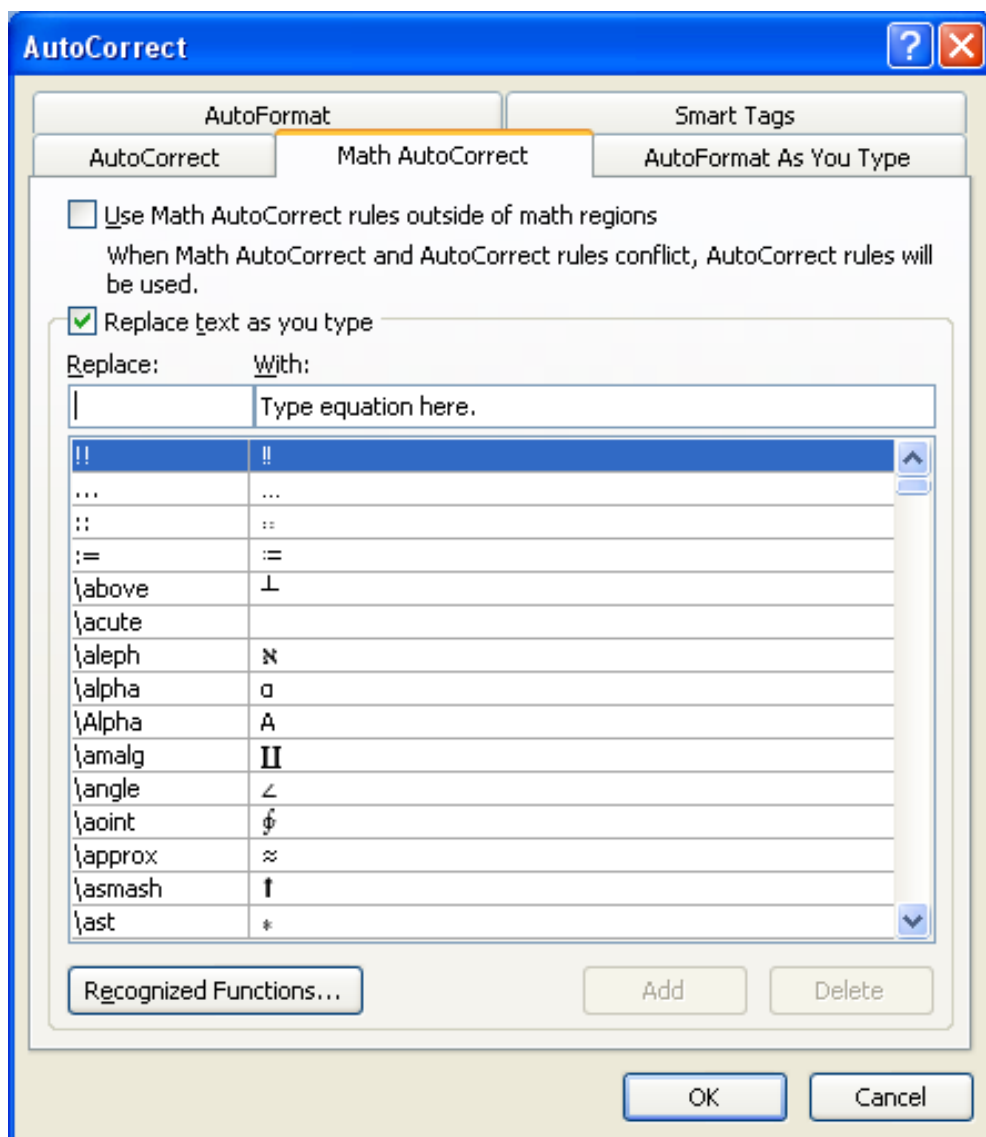 AutoCorrect
AutoFormat Smart Tags
AutoCorrect Math AutoCorrect AutoFormat As You Type
Use Math AutoCorrect rules outside of math regions
When Math AutoCorrect and AutoCorrect rules conflict, AutoCorrect rules will
be used.
Replace text as you type
Replace: With:
Type equation here.
!! ‼
... …
:: ∷
:= ≔
\above ┴
\acute
\aleph ℵ
\alpha α
\Alpha Α
\amalg ∐
\angle ∠
\aoint ∳
\approx ≈
\asmash ⬆
\ast ∗
Recognized Functions... Add Delete
OK Cancel